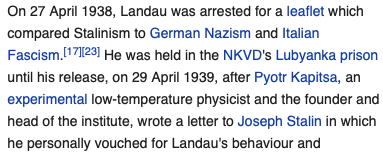 On 27 April 1938, Landau was arrested for a leaflet which
compared Stalinism to German Nazism and Italian
Fascism.[17][23] He was held in the NKVD's Lubyanka prison
until his release, on 29 April 1939, after Pyotr Kapitsa, an
experimental low-temperature physicist and the founder and
head of the institute, wrote a letter to Joseph Stalin in which
he personally vouched for Landau's behaviour and